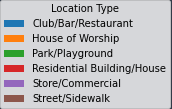 Location Type
Club/Bar/Restaurant
House of Worship
Park/Playground
Residential Building/House
Store/Commercial
Street/Sidewalk